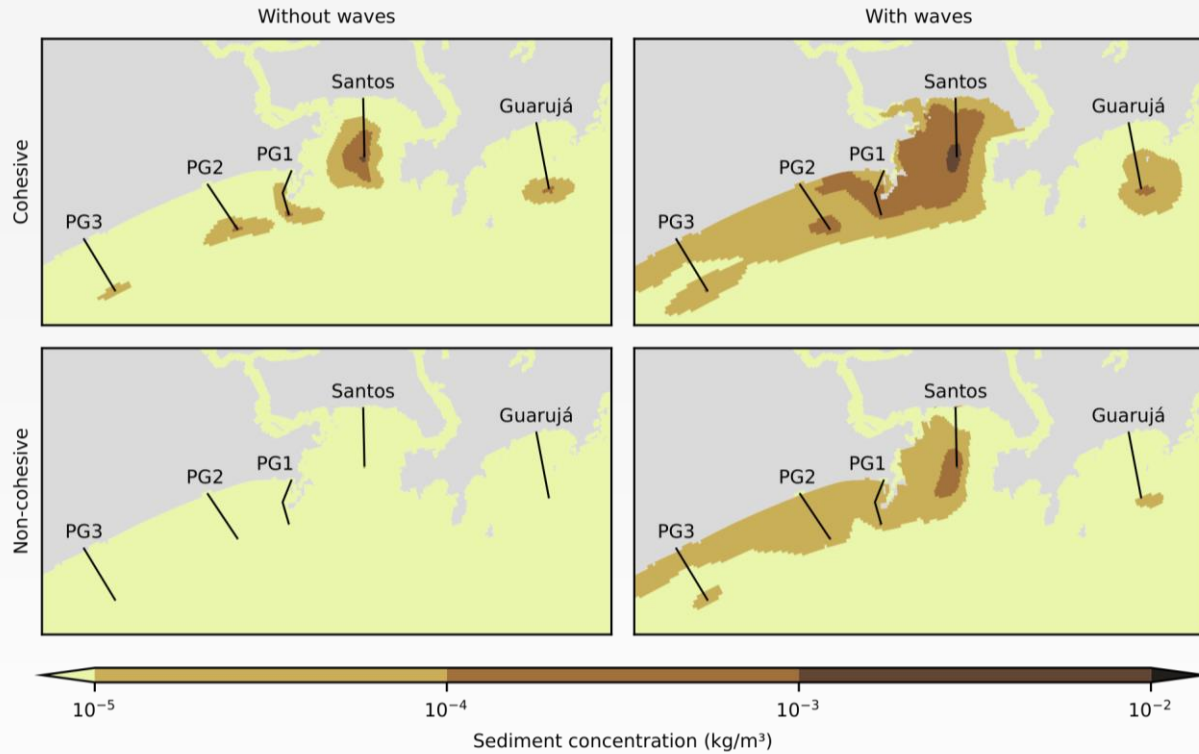 Without waves
With waves
Cohesive
Santos
Guarujá
PG1
PG2
PG3
Santos
Guarujá
PG1
PG2
PG3
Non-cohesive
Santos
Guarujá
PG1
PG2
PG3
Santos
Guarujá
PG1
PG2
PG3
10⁻⁵
10⁻⁴
10⁻³
10⁻²
Sediment concentration (kg/m³)